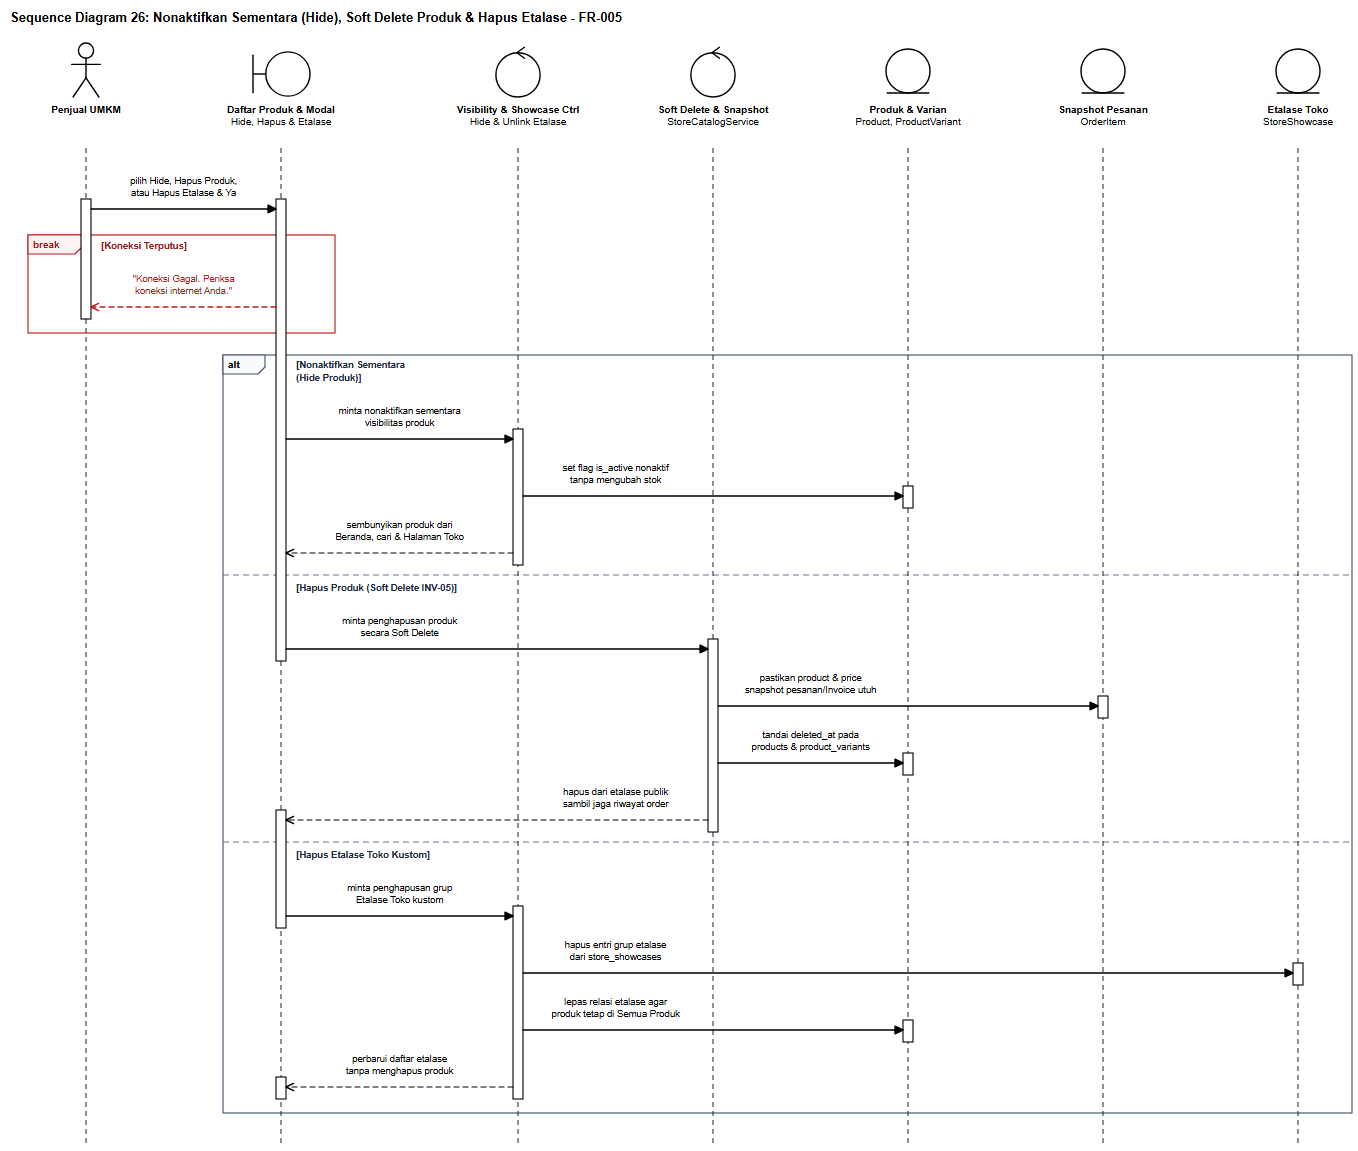 Sequence Diagram 26: Nonaktifkan Sementara (Hide), Soft Delete Produk & Hapus Etalase - FR-005
Penjual UMKM
Daftar Produk & Modal
Hide, Hapus & Etalase
Visibility & Showcase Ctrl
Hide & Unlink Etalase
Soft Delete & Snapshot
StoreCatalogService
Produk & Varian
Product, ProductVariant
Snapshot Pesanan
OrderItem
Etalase Toko
StoreShowcase
pilih Hide, Hapus Produk,
atau Hapus Etalase & Ya
break
[Koneksi Terputus]
"Koneksi Gagal. Periksa
koneksi internet Anda."
alt
[Nonaktifkan Sementara
(Hide Produk)]
minta nonaktifkan sementara
visibilitas produk
set flag is_active nonaktif
tanpa mengubah stok
sembunyikan produk dari
Beranda, cari & Halaman Toko
[Hapus Produk (Soft Delete INV-05)]
minta penghapusan produk
secara Soft Delete
pastikan product & price
snapshot pesanan/Invoice utuh
tandai deleted_at pada
products & product_variants
hapus dari etalase publik
sambil jaga riwayat order
[Hapus Etalase Toko Kustom]
minta penghapusan grup
Etalase Toko kustom
hapus entri grup etalase
dari store_showcases
lepas relasi etalase agar
produk tetap di Semua Produk
perbarui daftar etalase
tanpa menghapus produk